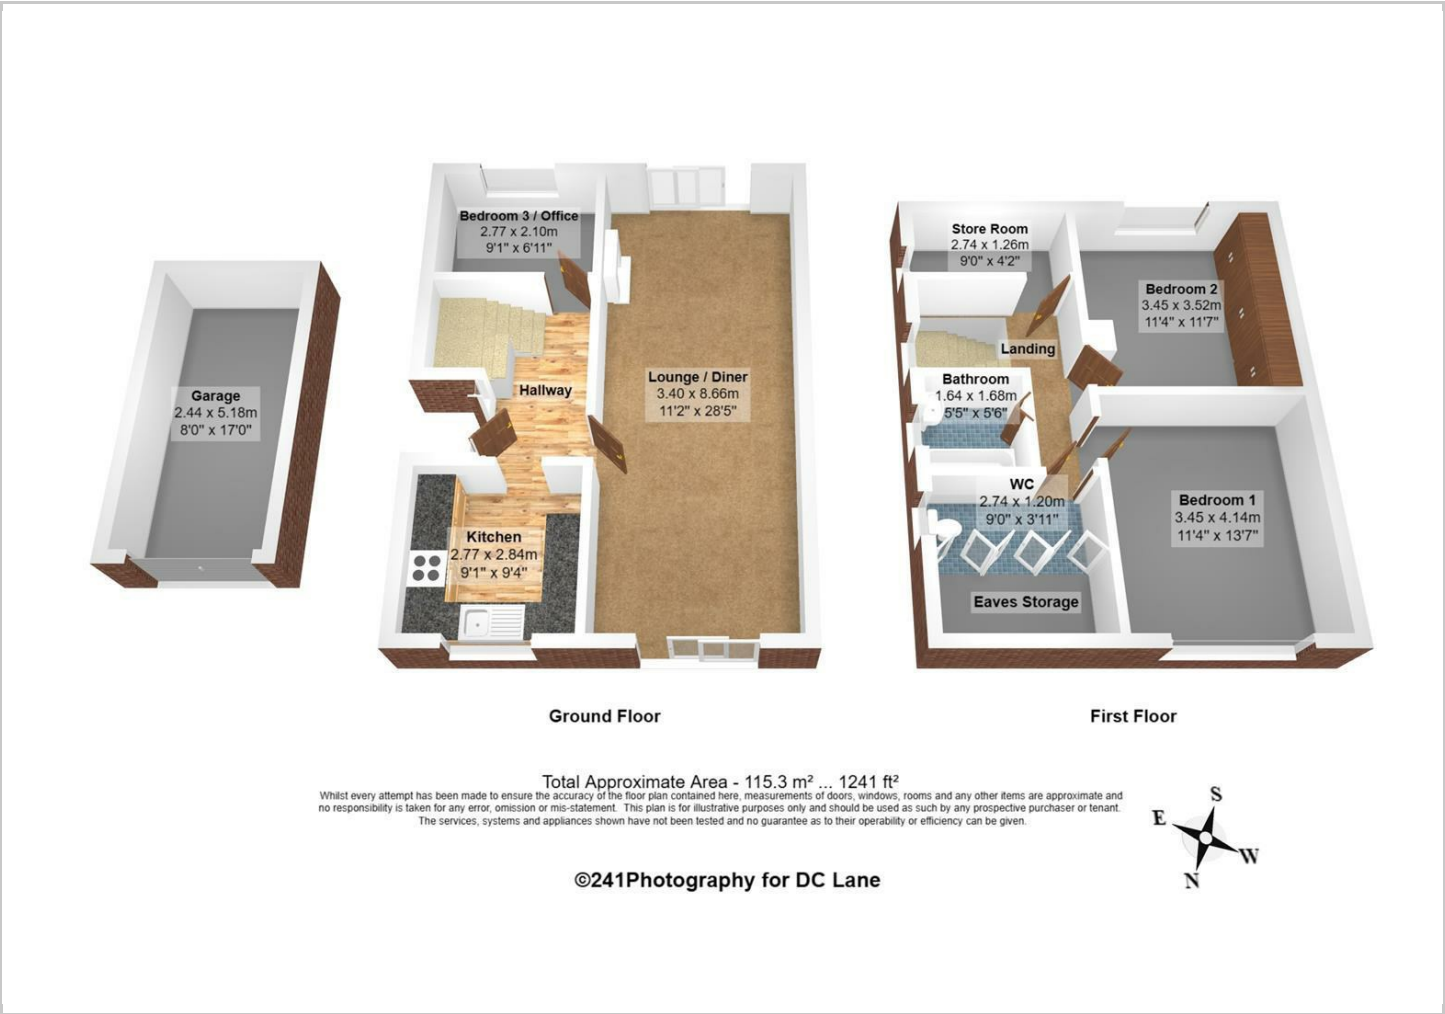 Bedroom 3 / Office
2.77 x 2.10m
9'1" x 6'11"
Garage
2.44 x 5.18m
8'0" x 17'0"
Hallway
Lounge / Diner
3.40 x 8.66m
11'2" x 28'5"
Kitchen
2.77 x 2.84m
9'1" x 9'4"
Ground Floor
Store Room
2.74 x 1.26m
9'0" x 4'2"
Bedroom 2
3.45 x 3.52m
11'4" x 11'7"
Landing
Bathroom
1.64 x 1.68m
5'5" x 5'6"
WC
2.74 x 1.20m
9'0" x 3'11"
Bedroom 1
3.45 x 4.14m
11'4" x 13'7"
Eaves Storage
First Floor
Total Approximate Area - 115.3 m² ... 1241 ft²
Whilst every attempt has been made to ensure the accuracy of the floor plan contained here, measurements of doors, windows, rooms and any other items are approximate and
no responsibility is taken for any error, omission or mis-statement. This plan is for illustrative purposes only and should be used as such by any prospective purchaser or tenant.
The services, systems and appliances shown have not been tested and no guarantee as to their operability or efficiency can be given.
S
E
W
N
©241Photography for DC Lane